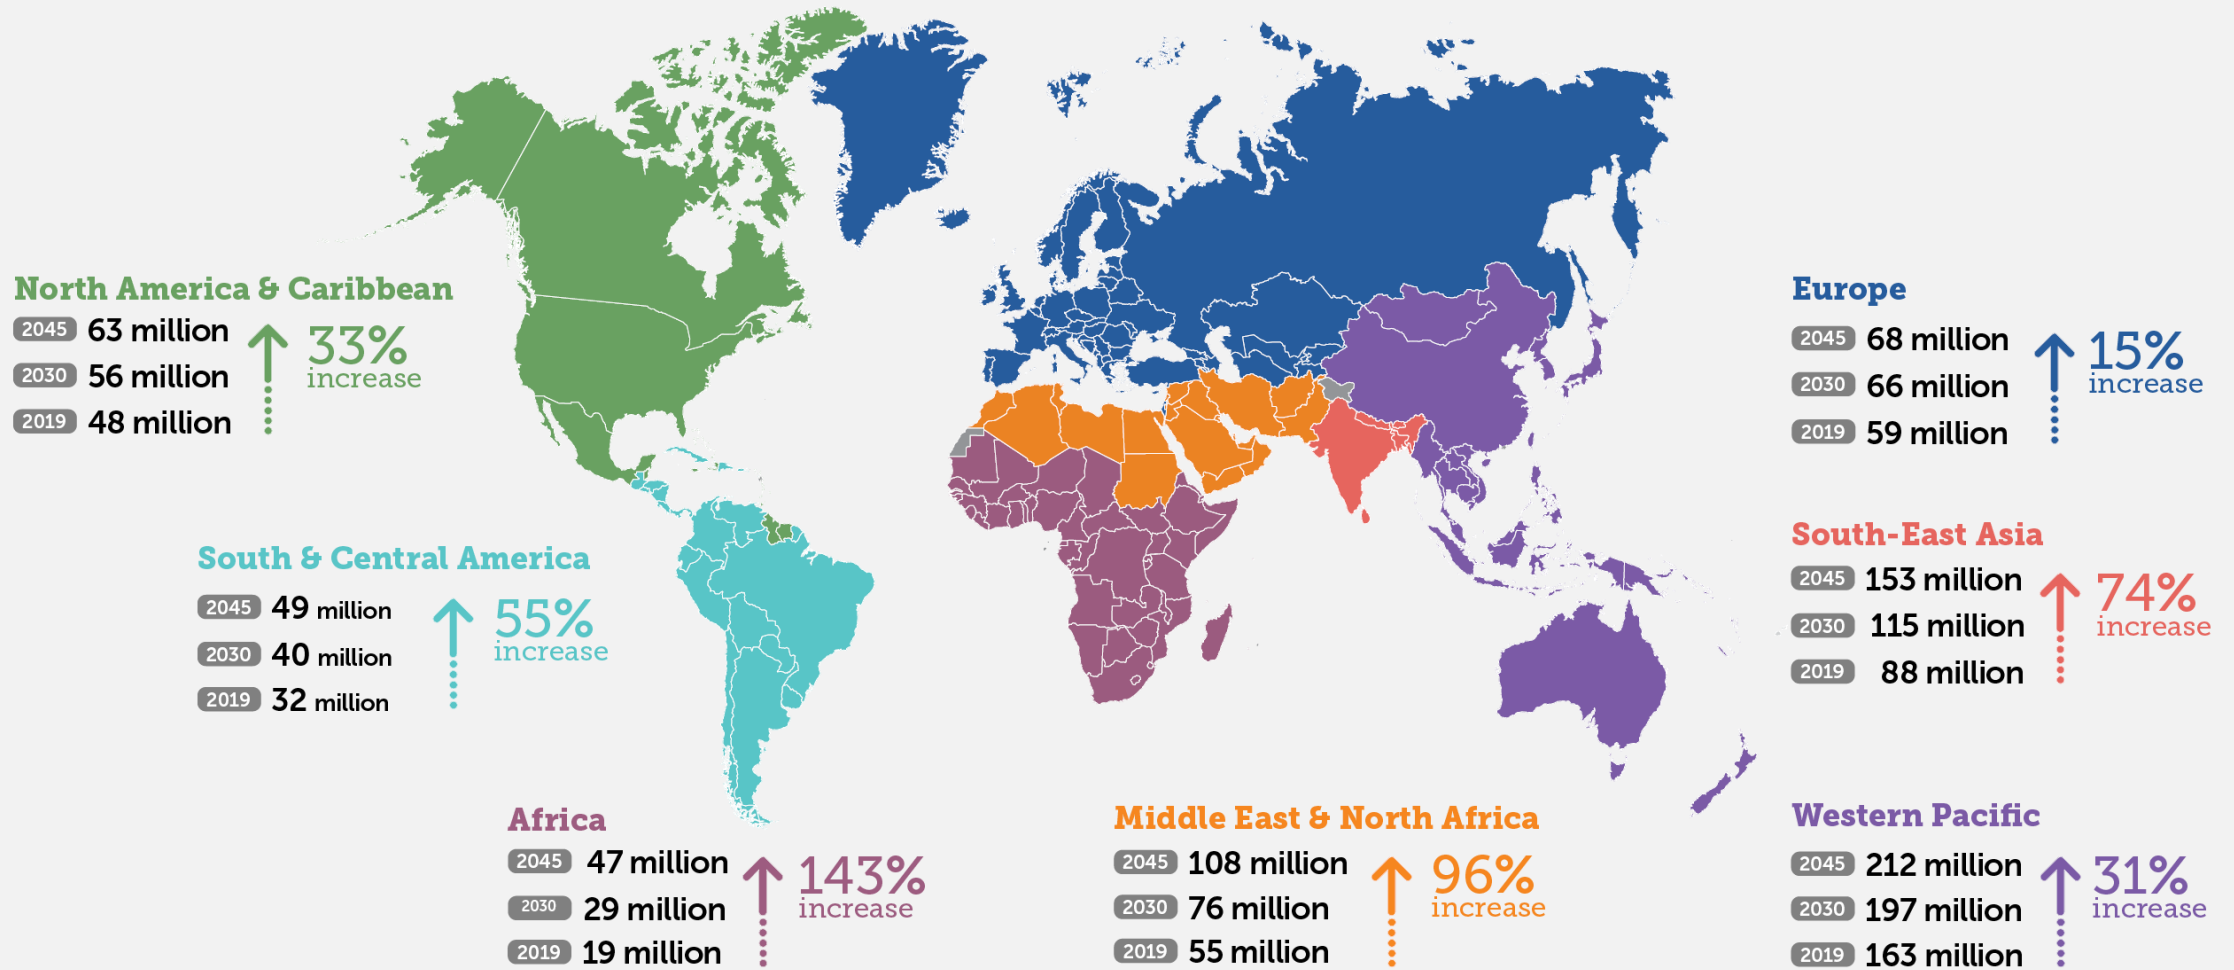 North America & Caribbean
2045 63 million
2030 56 million
2019 48 million
33%
increase
South & Central America
2045 49 million
2030 40 million
2019 32 million
55%
increase
Africa
2045 47 million
2030 29 million
2019 19 million
143%
increase
Middle East & North Africa
2045 108 million
2030 76 million
2019 55 million
96%
increase
Europe
2045 68 million
2030 66 million
2019 59 million
15%
increase
South-East Asia
2045 153 million
2030 115 million
2019 88 million
74%
increase
Western Pacific
2045 212 million
2030 197 million
2019 163 million
31%
increase